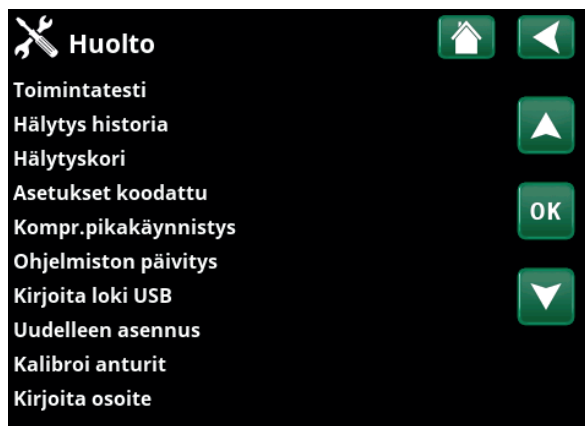 Huolto
Toimintatesti
Hälytys historia
Hälytyskori
Asetukset koodattu
OK
Kompr.pikakäynnistys
Ohjelmiston päivitys
Kirjoita loki USB
Uudelleen asennus
Kalibroi anturit
Kirjoita osoite